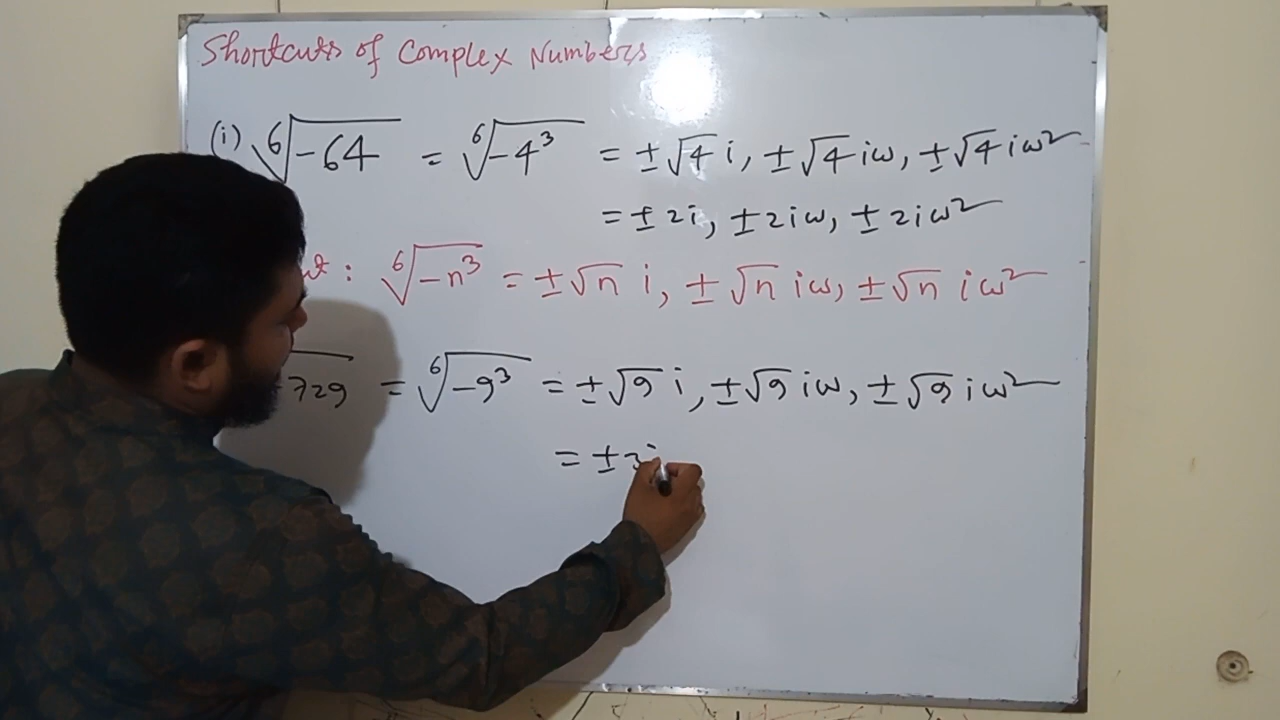 Shortcuts of Complex Numbers
(i) ⁶√-64 = ⁶√-4³ = ±√4 i, ±√4 iω, ±√4 iω²
= ± 2i, ± 2iω, ± 2iω²
: ⁶√-n³ = ±√n i, ±√n iω, ±√n iω²
729 = ⁶√-9³ = ±√9 i, ±√9 iω, ±√9 iω²
= ± 3i